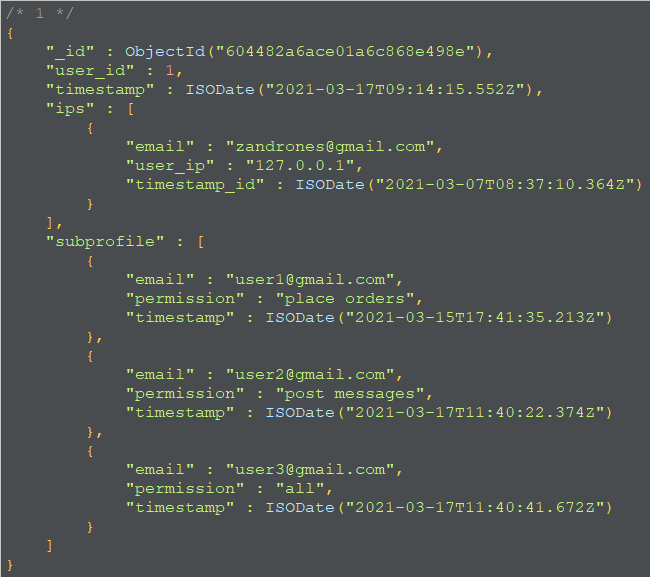 /* 1 */
{
    "_id" : ObjectId("604482a6ace01a6c868e498e"),
    "user_id" : 1,
    "timestamp" : ISODate("2021-03-17T09:14:15.552Z"),
    "ips" : [
        {
            "email" : "zandrones@gmail.com",
            "user_ip" : "127.0.0.1",
            "timestamp_id" : ISODate("2021-03-07T08:37:10.364Z")
        }
    ],
    "subprofile" : [
        {
            "email" : "user1@gmail.com",
            "permission" : "place orders",
            "timestamp" : ISODate("2021-03-15T17:41:35.213Z")
        },
        {
            "email" : "user2@gmail.com",
            "permission" : "post messages",
            "timestamp" : ISODate("2021-03-17T11:40:22.374Z")
        },
        {
            "email" : "user3@gmail.com",
            "permission" : "all",
            "timestamp" : ISODate("2021-03-17T11:40:41.672Z")
        }
    ]
}